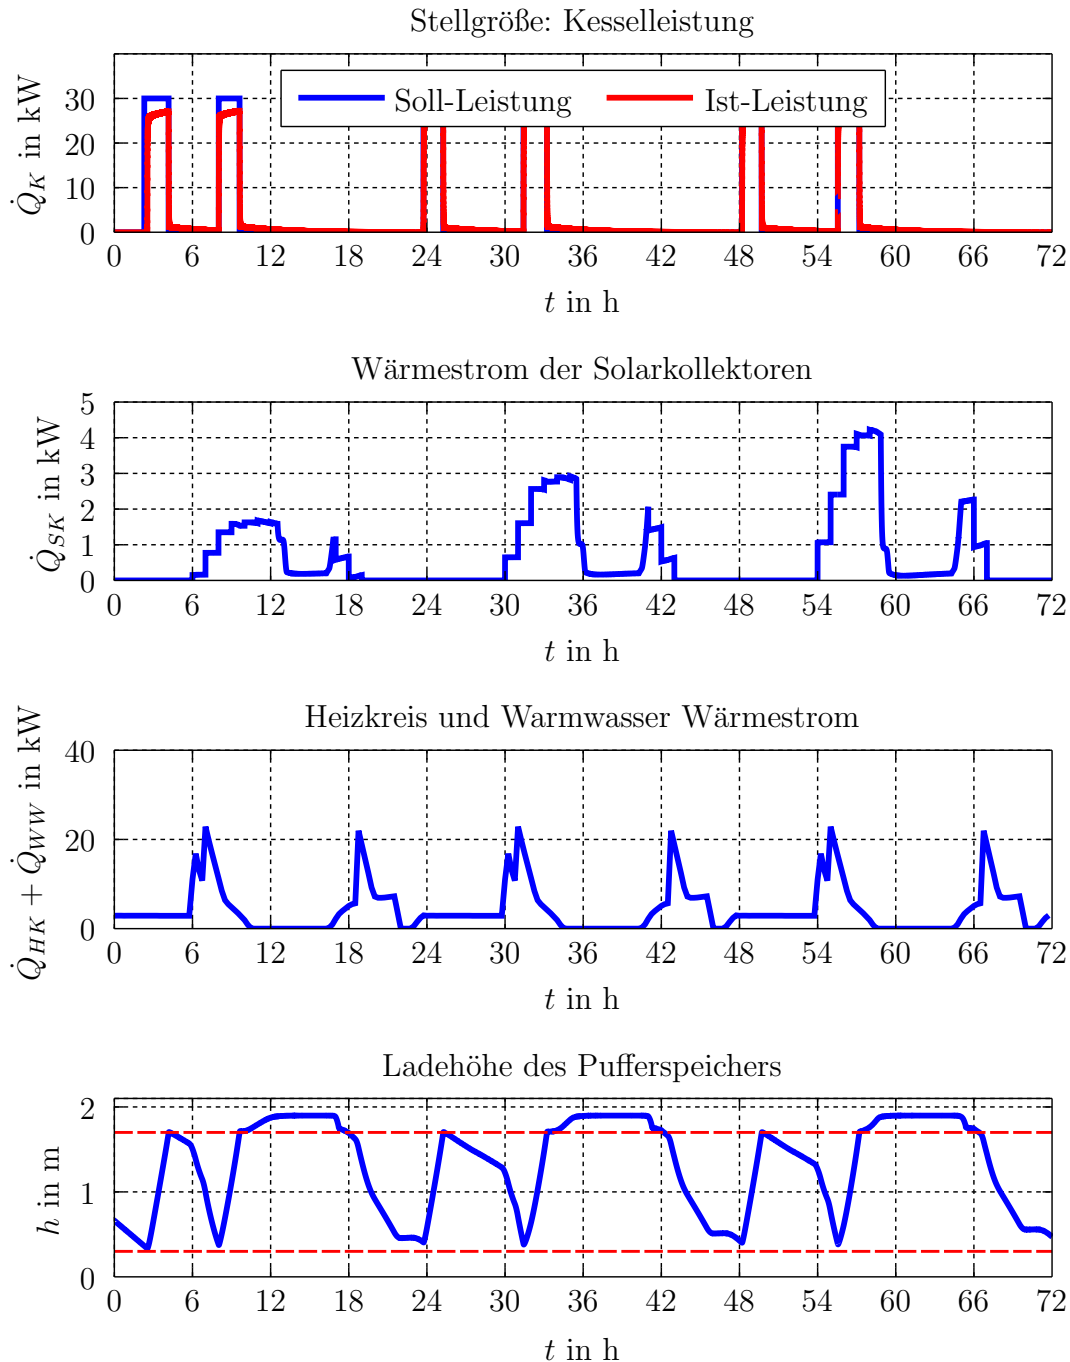 Stellgröße: Kesselleistung
Q̇_K in kW
30
20
10
0
Soll-Leistung Ist-Leistung
0 6 12 18 24 30 36 42 48 54 60 66 72
t in h
Wärmestrom der Solarkollektoren
Q̇_SK in kW
5
4
3
2
1
0
0 6 12 18 24 30 36 42 48 54 60 66 72
t in h
Heizkreis und Warmwasser Wärmestrom
Q̇_HK + Q̇_WW in kW
40
20
0
0 6 12 18 24 30 36 42 48 54 60 66 72
t in h
Ladehöhe des Pufferspeichers
h in m
2
1
0
0 6 12 18 24 30 36 42 48 54 60 66 72
t in h